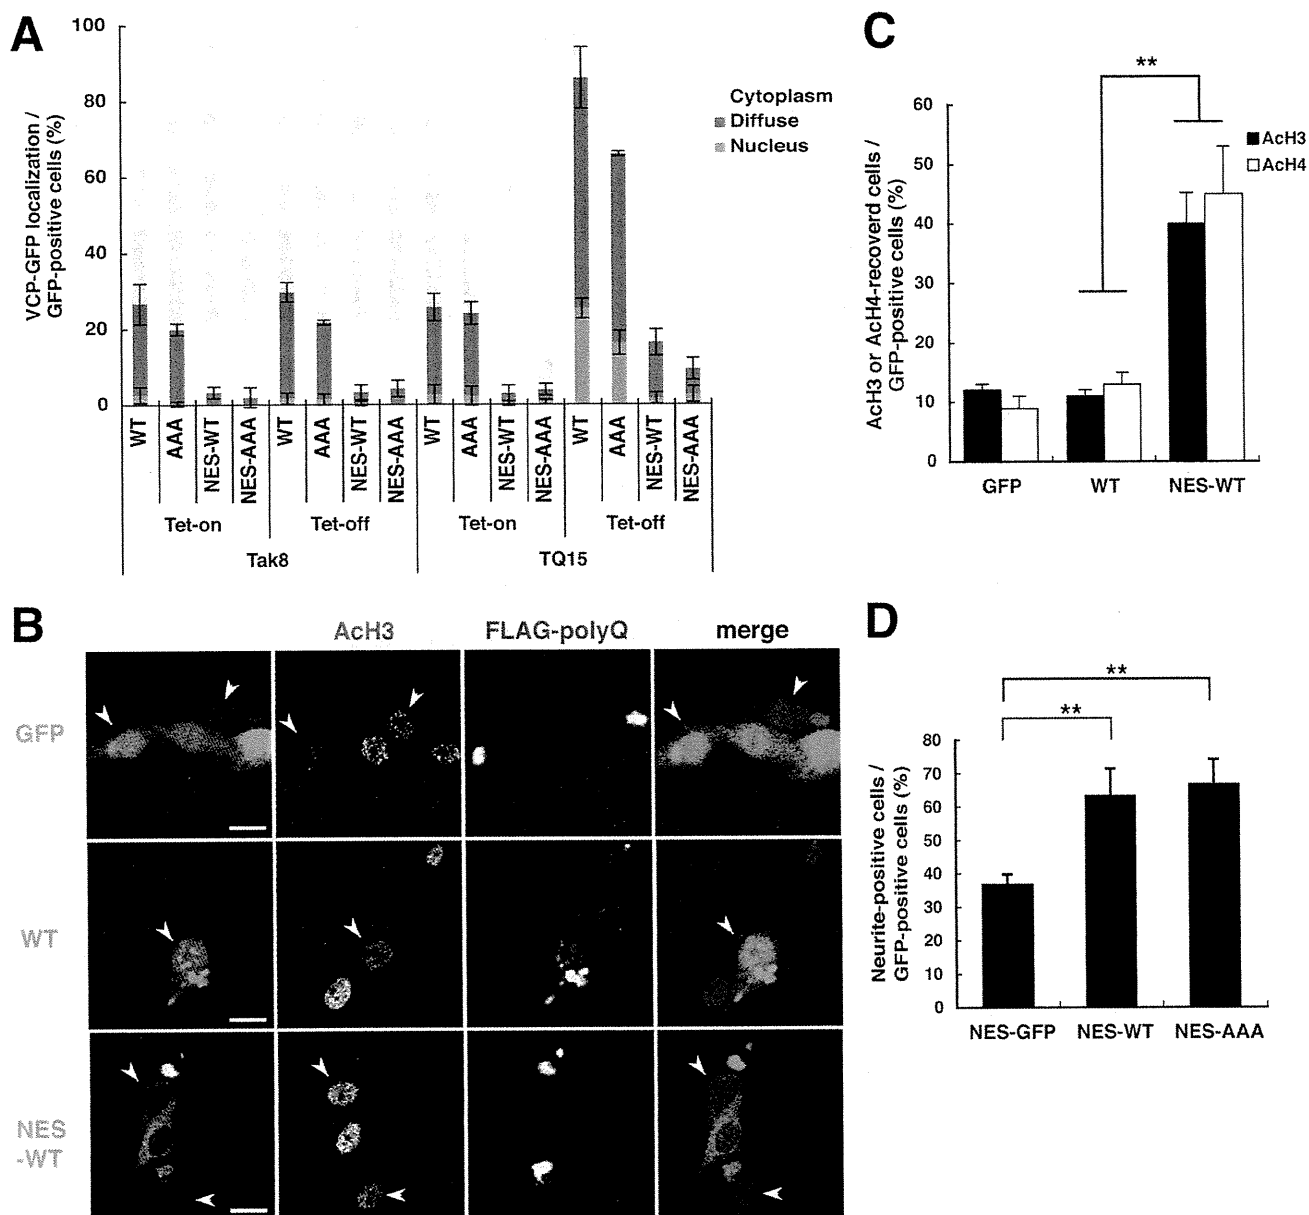 A
VCP-GFP localization /
GFP-positive cells (%)
100
80
60
40
20
0
Cytoplasm
Diffuse
Nucleus
WT
AAA
NES-WT
NES-AAA
WT
AAA
NES-WT
NES-AAA
WT
AAA
NES-WT
NES-AAA
WT
AAA
NES-WT
NES-AAA
Tet-on
Tet-off
Tet-on
Tet-off
Tak8
TQ15
C
AcH3 or AcH4-recoverd cells /
GFP-positive cells (%)
60
50
40
30
20
10
0
**
AcH3
AcH4
GFP
WT
NES-WT
B
AcH3
FLAG-polyQ
merge
GFP
WT
NES
-WT
D
Neurite-positive cells /
GFP-positive cells (%)
80
70
60
50
40
30
20
10
0
**
**
NES-GFP
NES-WT
NES-AAA